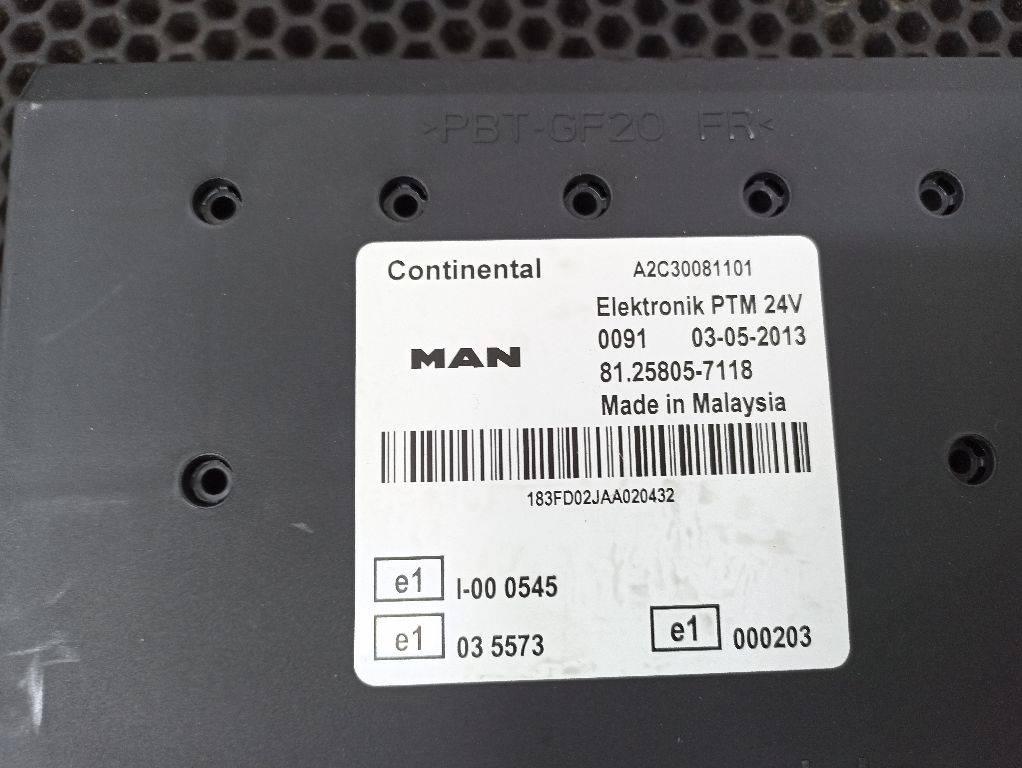 >PBT-GF20 FR<
Continental A2C30081101
Elektronik PTM 24V
0091 03-05-2013
MAN
81.25805-7118
Made in Malaysia
183FD02JAA020432
e1 I-00 0545
e1 03 5573
e1 000203